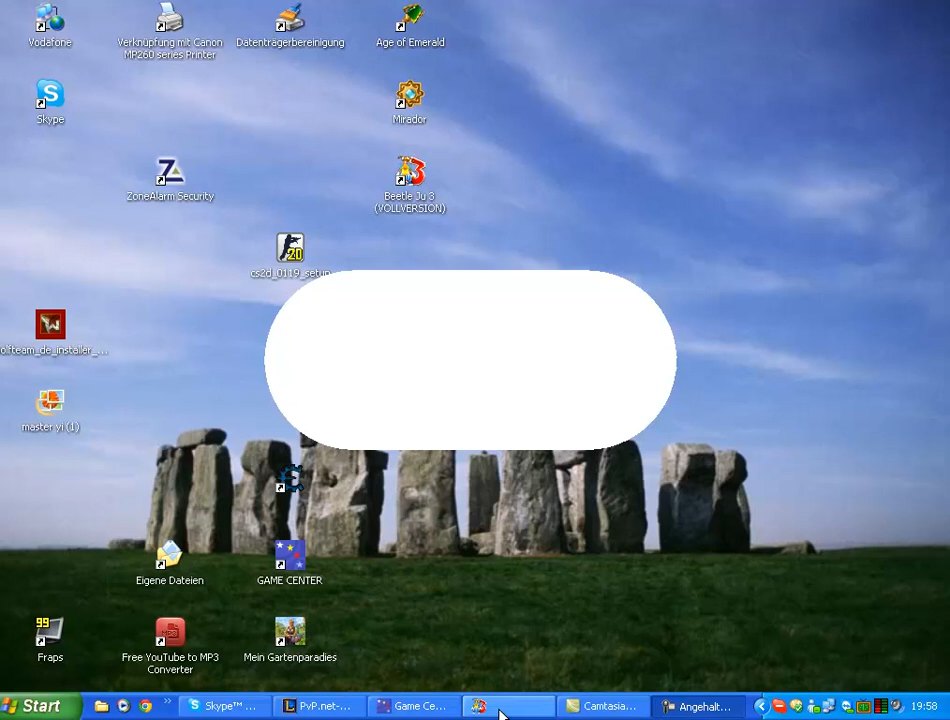 Vodafone
Verknüpfung mit Canon
MP260 series Printer
Datenträgerbereinigung
Age of Emerald
Skype
Mirador
ZoneAlarm Security
Beetle Ju 3
(VOLLVERSION)
cs2d_0119_setup
olfteam_de_installer_...
master yi (1)
Eigene Dateien
GAME CENTER
Fraps
Free YouTube to MP3
Converter
Mein Gartenparadies
Start
Skype™ ...
PvP.net-...
Game Ce...
Camtasia...
Angehalt...
19:58